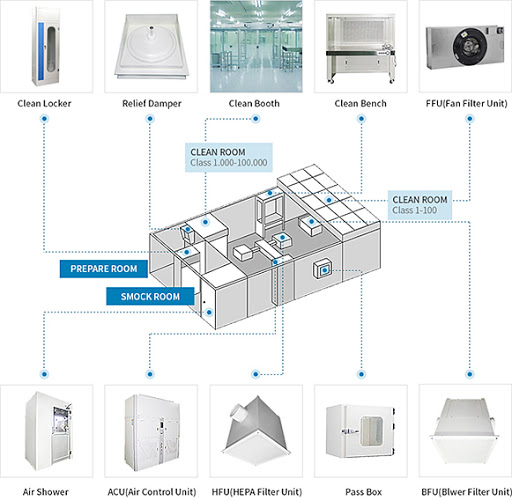 Clean Locker
Relief Damper
Clean Booth
Clean Bench
FFU(Fan Filter Unit)
CLEAN ROOM
Class 1.000-100.000
CLEAN ROOM
Class 1-100
PREPARE ROOM
SMOCK ROOM
Air Shower
ACU(Air Control Unit)
HFU(HEPA Filter Unit)
Pass Box
BFU(Blwer Filter Unit)